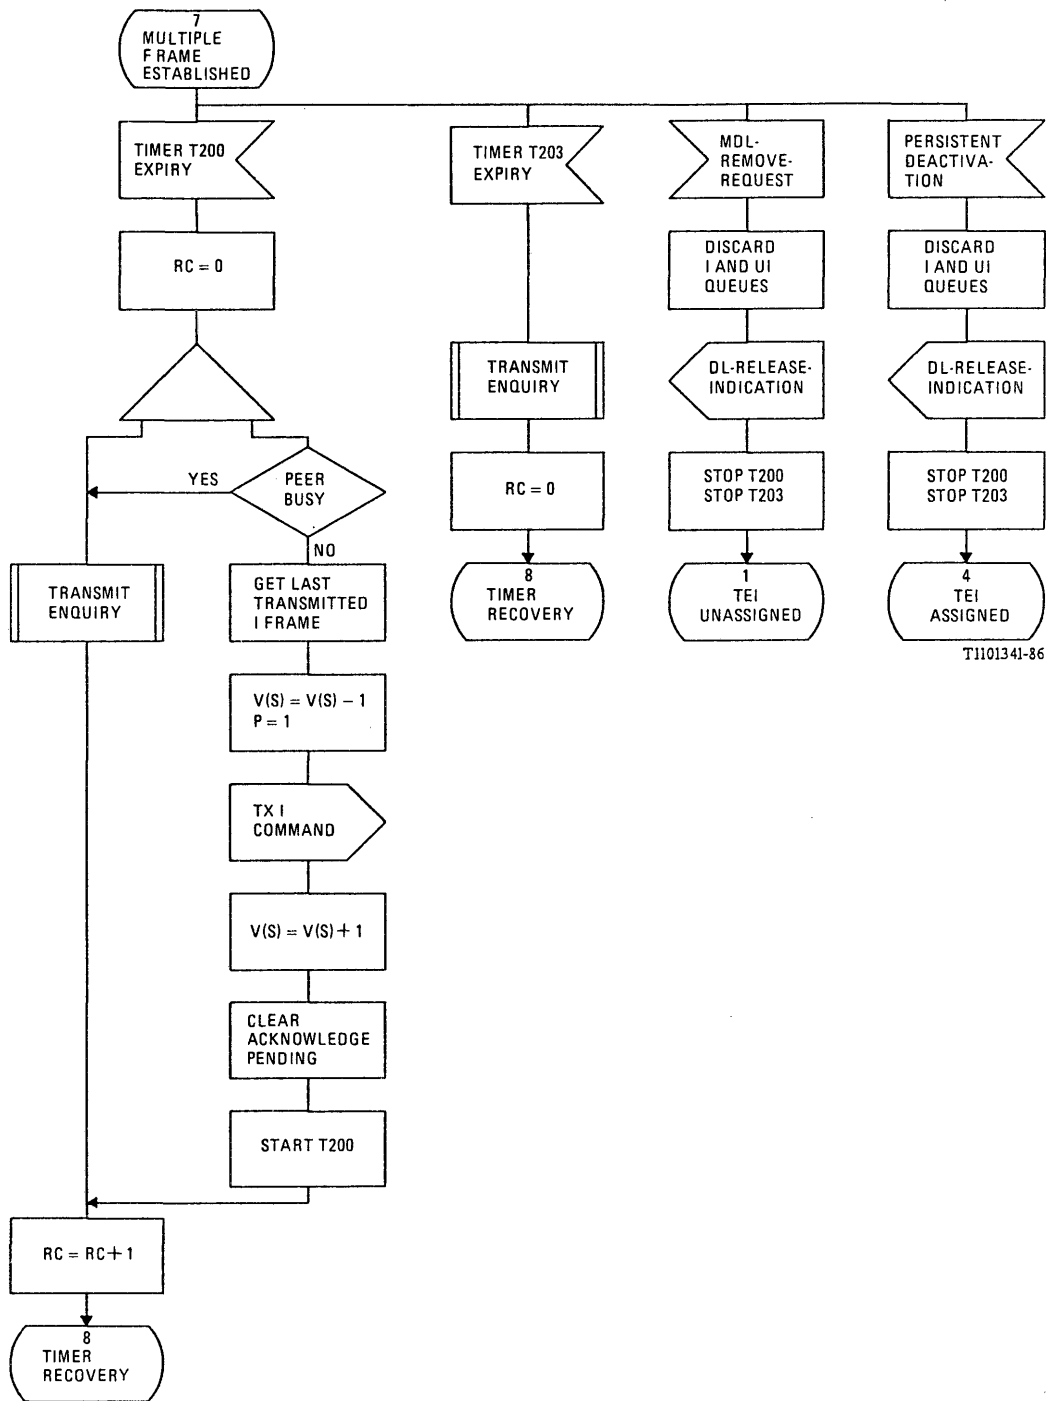 7
MULTIPLE
FRAME
ESTABLISHED
TIMER T200
EXPIRY
RC = 0
PEER
BUSY
YES
NO
TRANSMIT
ENQUIRY
GET LAST
TRANSMITTED
I FRAME
V(S) = V(S) – 1
P = 1
TX I
COMMAND
V(S) = V(S) + 1
CLEAR
ACKNOWLEDGE
PENDING
START T200
RC = RC + 1
8
TIMER
RECOVERY
TIMER T203
EXPIRY
TRANSMIT
ENQUIRY
RC = 0
8
TIMER
RECOVERY
MDL-
REMOVE-
REQUEST
DISCARD
I AND UI
QUEUES
DL-RELEASE-
INDICATION
STOP T200
STOP T203
1
TEI
UNASSIGNED
PERSISTENT
DEACTIVA-
TION
DISCARD
I AND UI
QUEUES
DL-RELEASE-
INDICATION
STOP T200
STOP T203
4
TEI
ASSIGNED
T1101341-86